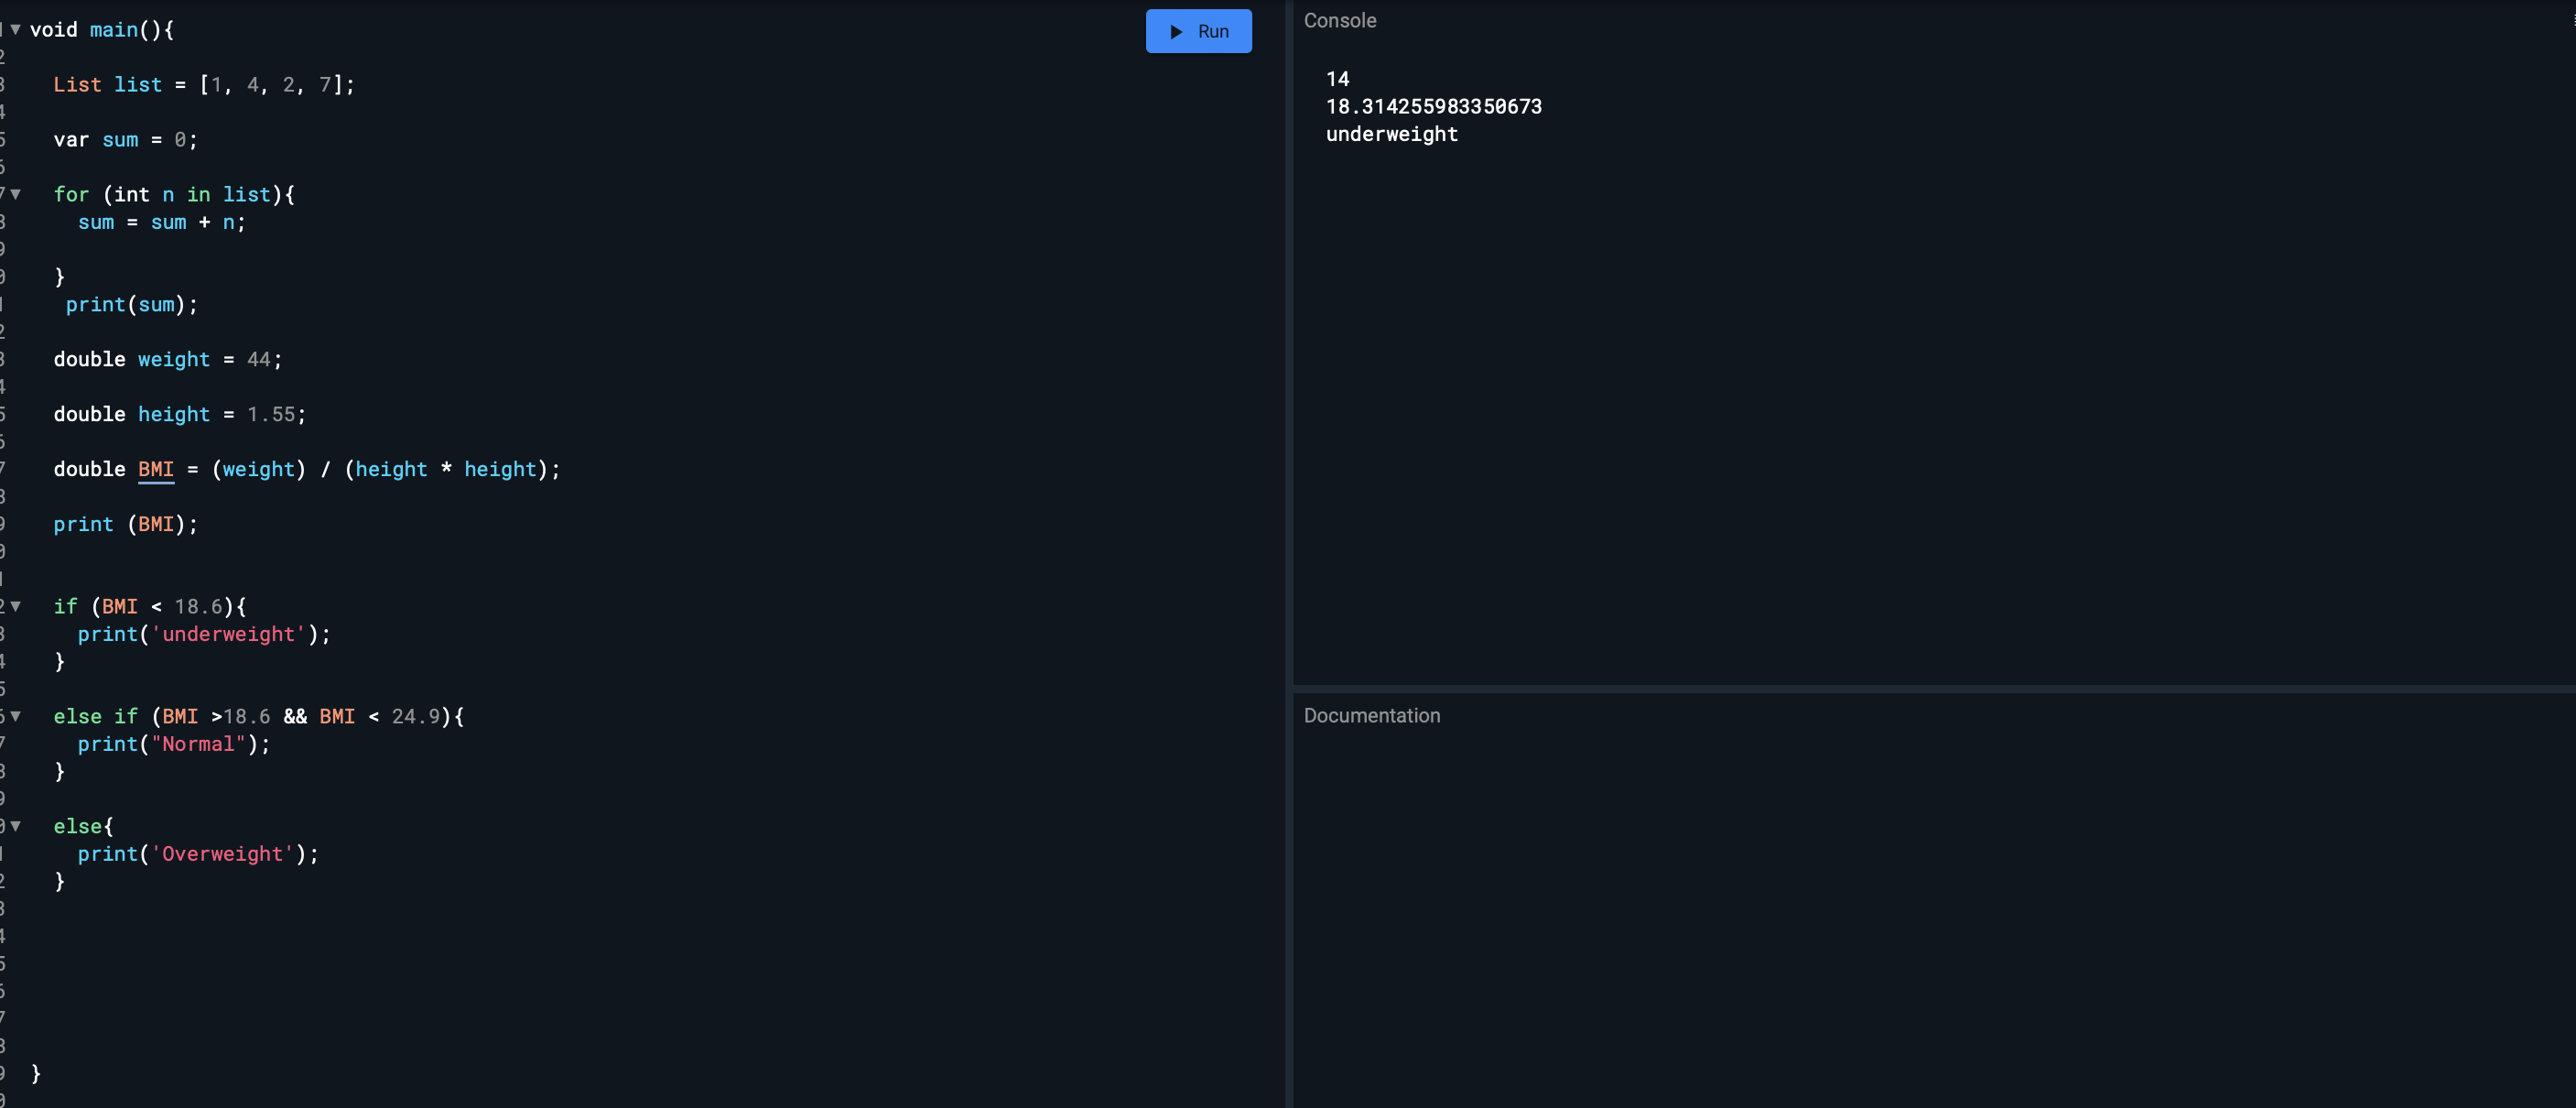 void main(){
List list = [1, 4, 2, 7];
var sum = 0;
for (int n in list){
sum = sum + n;
}
print(sum);
double weight = 44;
double height = 1.55;
double BMI = (weight) / (height * height);
print (BMI);
if (BMI < 18.6){
print('underweight');
}
else if (BMI >18.6 && BMI < 24.9){
print("Normal");
}
else{
print('Overweight');
}
}
Run
Console
14
18.314255983350673
underweight
Documentation